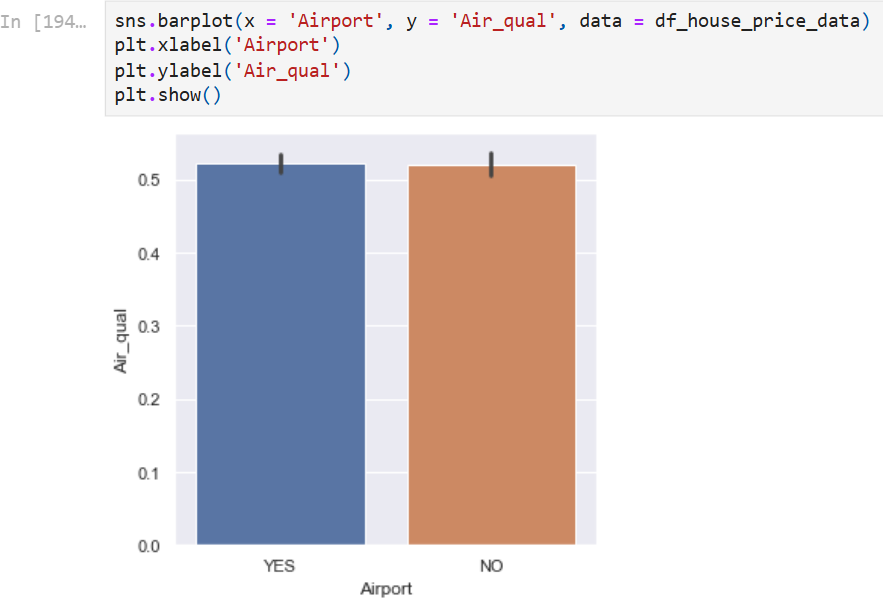 In [194…
sns.barplot(x = 'Airport', y = 'Air_qual', data = df_house_price_data)
plt.xlabel('Airport')
plt.ylabel('Air_qual')
plt.show()
0.5
0.4
0.3
0.2
0.1
0.0
Air_qual
YES NO
Airport